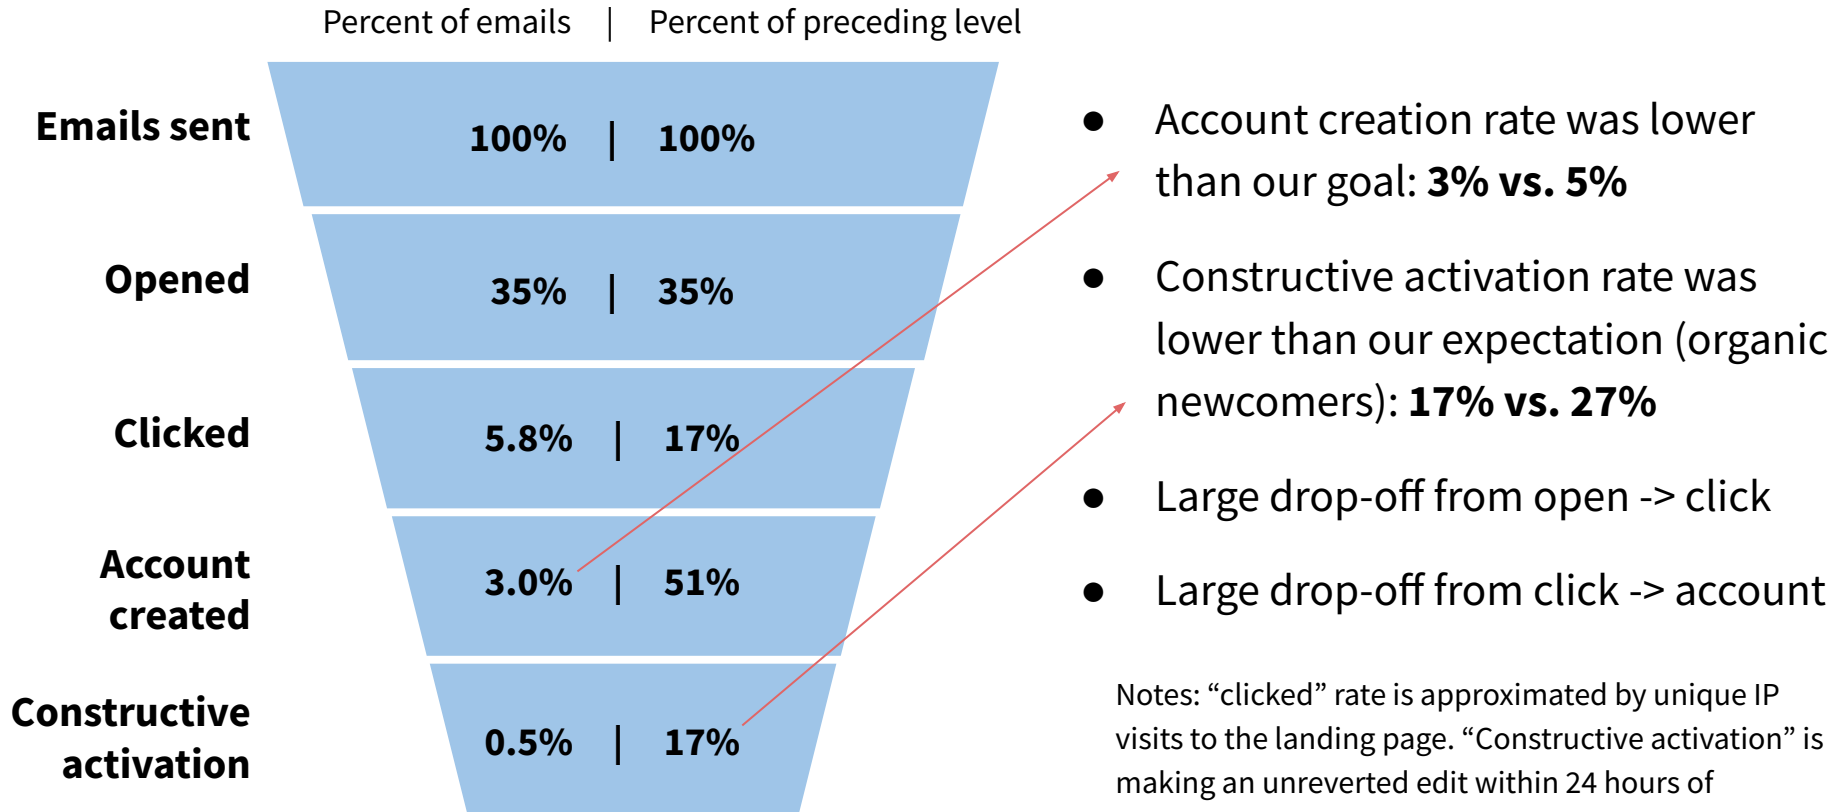 Percent of emails | Percent of preceding level
Emails sent
100% | 100%
Opened
35% | 35%
Clicked
5.8% | 17%
Account
created
3.0% | 51%
Constructive
activation
0.5% | 17%
● Account creation rate was lower
than our goal: 3% vs. 5%
● Constructive activation rate was
lower than our expectation (organic
newcomers): 17% vs. 27%
● Large drop-off from open -> click
● Large drop-off from click -> account
Notes: “clicked” rate is approximated by unique IP
visits to the landing page. “Constructive activation” is
making an unreverted edit within 24 hours of